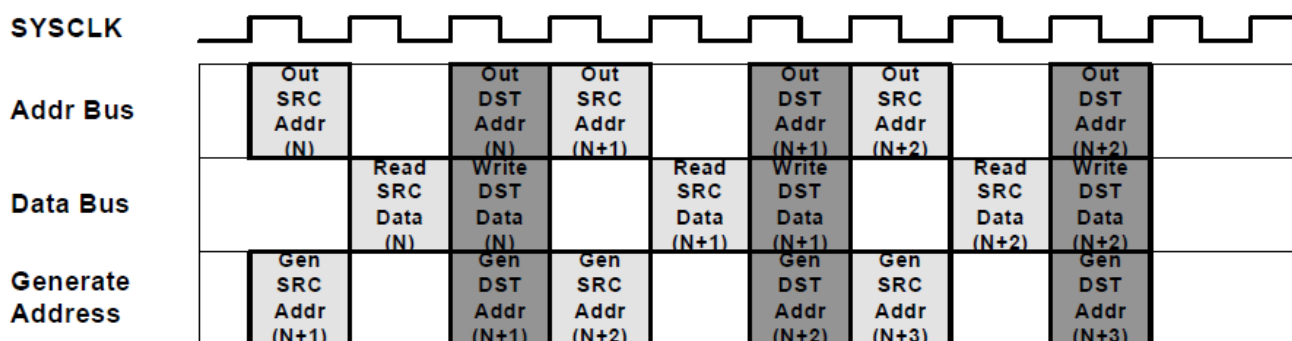 SYSCLK
Addr Bus
Out
SRC
Addr
(N)
Out
DST
Addr
(N)
Out
SRC
Addr
(N+1)
Out
DST
Addr
(N+1)
Out
SRC
Addr
(N+2)
Out
DST
Addr
(N+2)
Data Bus
Read
SRC
Data
(N)
Write
DST
Data
(N)
Read
SRC
Data
(N+1)
Write
DST
Data
(N+1)
Read
SRC
Data
(N+2)
Write
DST
Data
(N+2)
Generate
Address
Gen
SRC
Addr
(N+1)
Gen
DST
Addr
(N+1)
Gen
SRC
Addr
(N+2)
Gen
DST
Addr
(N+2)
Gen
SRC
Addr
(N+3)
Gen
DST
Addr
(N+3)